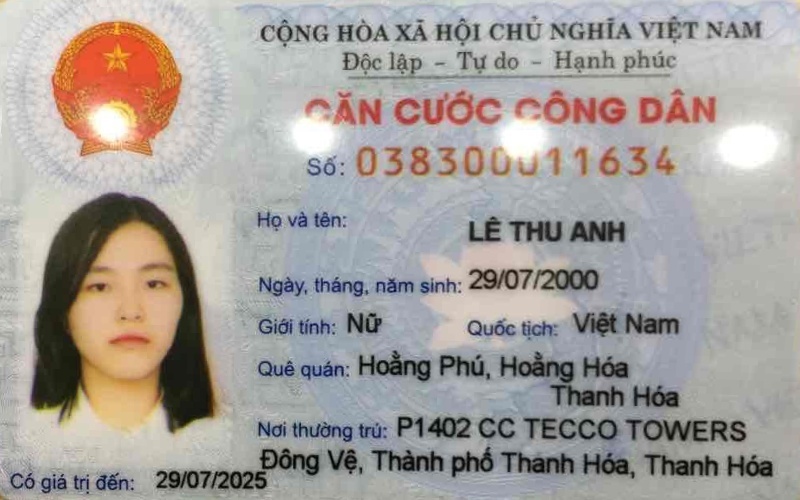 CỘNG HÒA XÃ HỘI CHỦ NGHĨA VIỆT NAM
Độc lập - Tự do - Hạnh phúc
CĂN CƯỚC CÔNG DÂN
Số: 038300011634
Họ và tên: LÊ THU ANH
Ngày, tháng, năm sinh: 29/07/2000
Giới tính: Nữ Quốc tịch: Việt Nam
Quê quán: Hoằng Phú, Hoằng Hóa
Thanh Hóa
Nơi thường trú: P1402 CC TECCO TOWERS
Đông Vệ, Thành phố Thanh Hóa, Thanh Hóa
Có giá trị đến: 29/07/2025